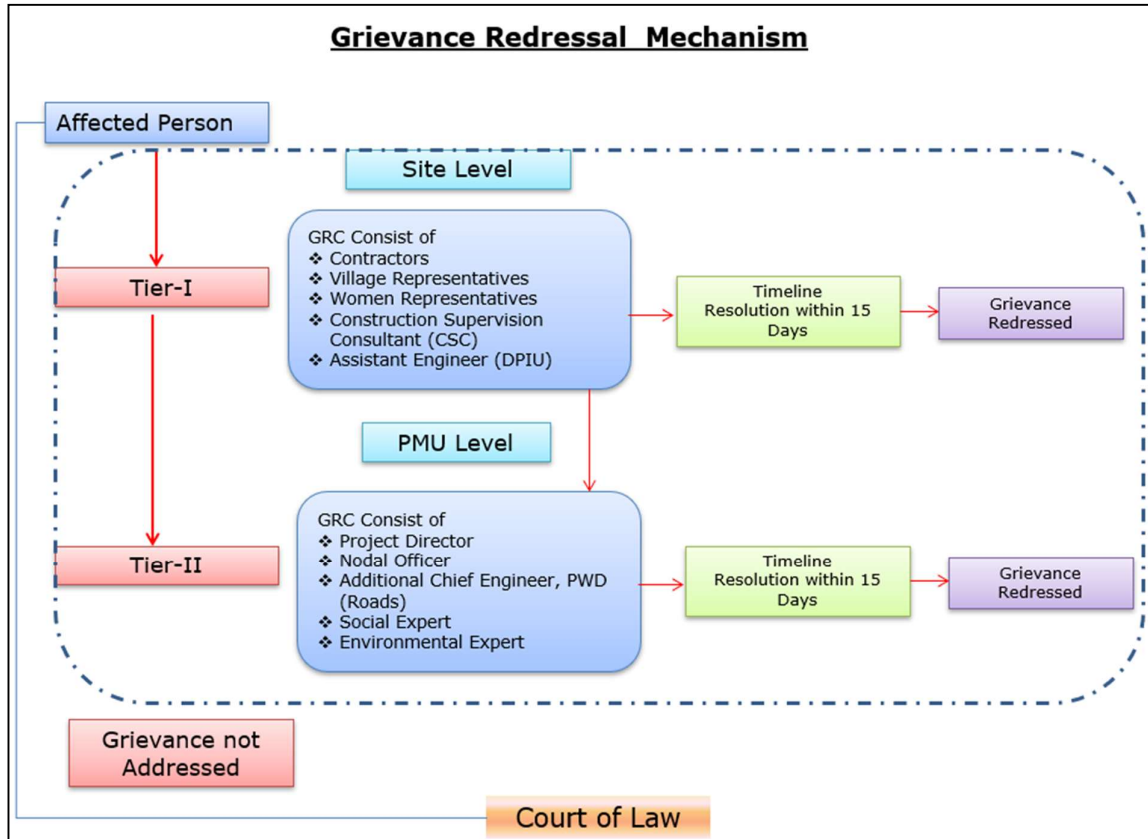 Grievance Redressal Mechanism
Affected Person
Site Level
Tier-I
GRC Consist of
❖ Contractors
❖ Village Representatives
❖ Women Representatives
❖ Construction Supervision
Consultant (CSC)
❖ Assistant Engineer (DPIU)
Timeline
Resolution within 15
Days
Grievance
Redressed
PMU Level
Tier-II
GRC Consist of
❖ Project Director
❖ Nodal Officer
❖ Additional Chief Engineer, PWD
(Roads)
❖ Social Expert
❖ Environmental Expert
Timeline
Resolution within 15
Days
Grievance
Redressed
Grievance not
Addressed
Court of Law